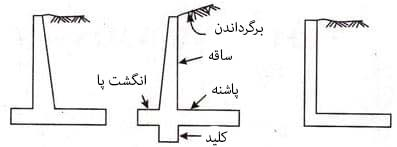 برگرداندن
ساقه
انگشت پا
پاشنه
کلید